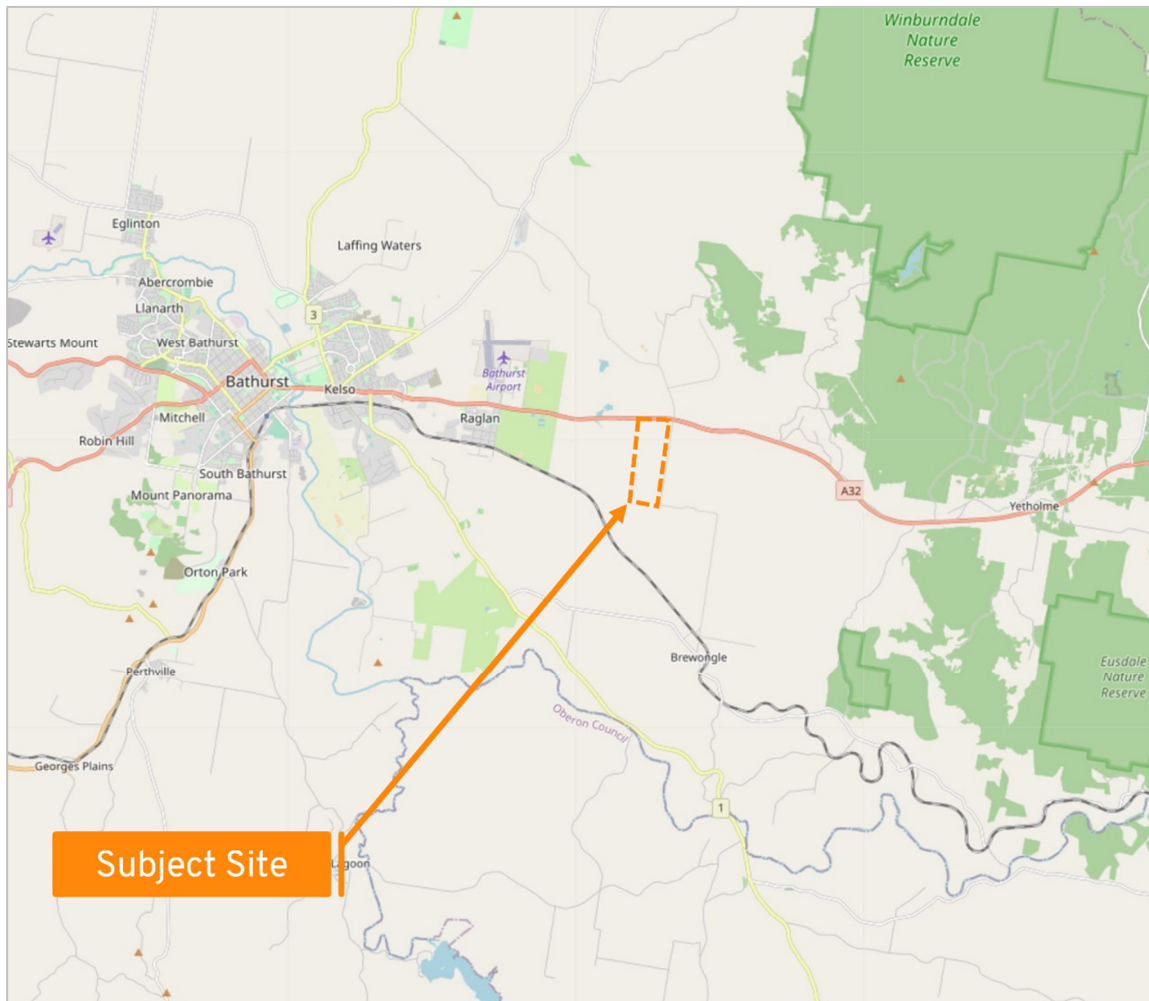 Winburndale
Nature
Reserve
Eglinton
Laffing Waters
Abercrombie
Llanarth
3
Stewarts Mount
West Bathurst
Bathurst
Airport
Bathurst
Kelso
Mitchell
Raglan
Robin Hill
South Bathurst
A32
Mount Panorama
Yetholme
Orton Park
Brewongle
Perthville
Eusdale
Nature
Reserve
Oberon Council
Georges Plains
1
Subject Site
Lagoon